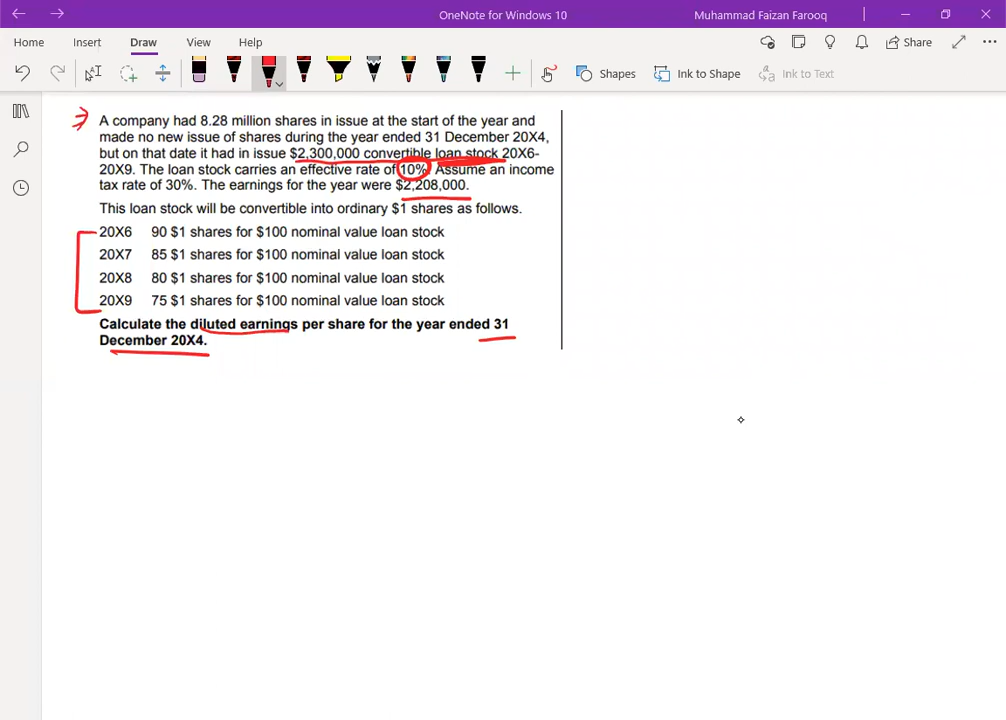 OneNote for Windows 10
Muhammad Faizan Farooq
Home Insert Draw View Help
Share
Shapes
Ink to Shape
Ink to Text
A company had 8.28 million shares in issue at the start of the year and
made no new issue of shares during the year ended 31 December 20X4,
but on that date it had in issue $2,300,000 convertible loan stock 20X6-
20X9. The loan stock carries an effective rate of 10%. Assume an income
tax rate of 30%. The earnings for the year were $2,208,000.
This loan stock will be convertible into ordinary $1 shares as follows.
20X6 90 $1 shares for $100 nominal value loan stock
20X7 85 $1 shares for $100 nominal value loan stock
20X8 80 $1 shares for $100 nominal value loan stock
20X9 75 $1 shares for $100 nominal value loan stock
Calculate the diluted earnings per share for the year ended 31
December 20X4.